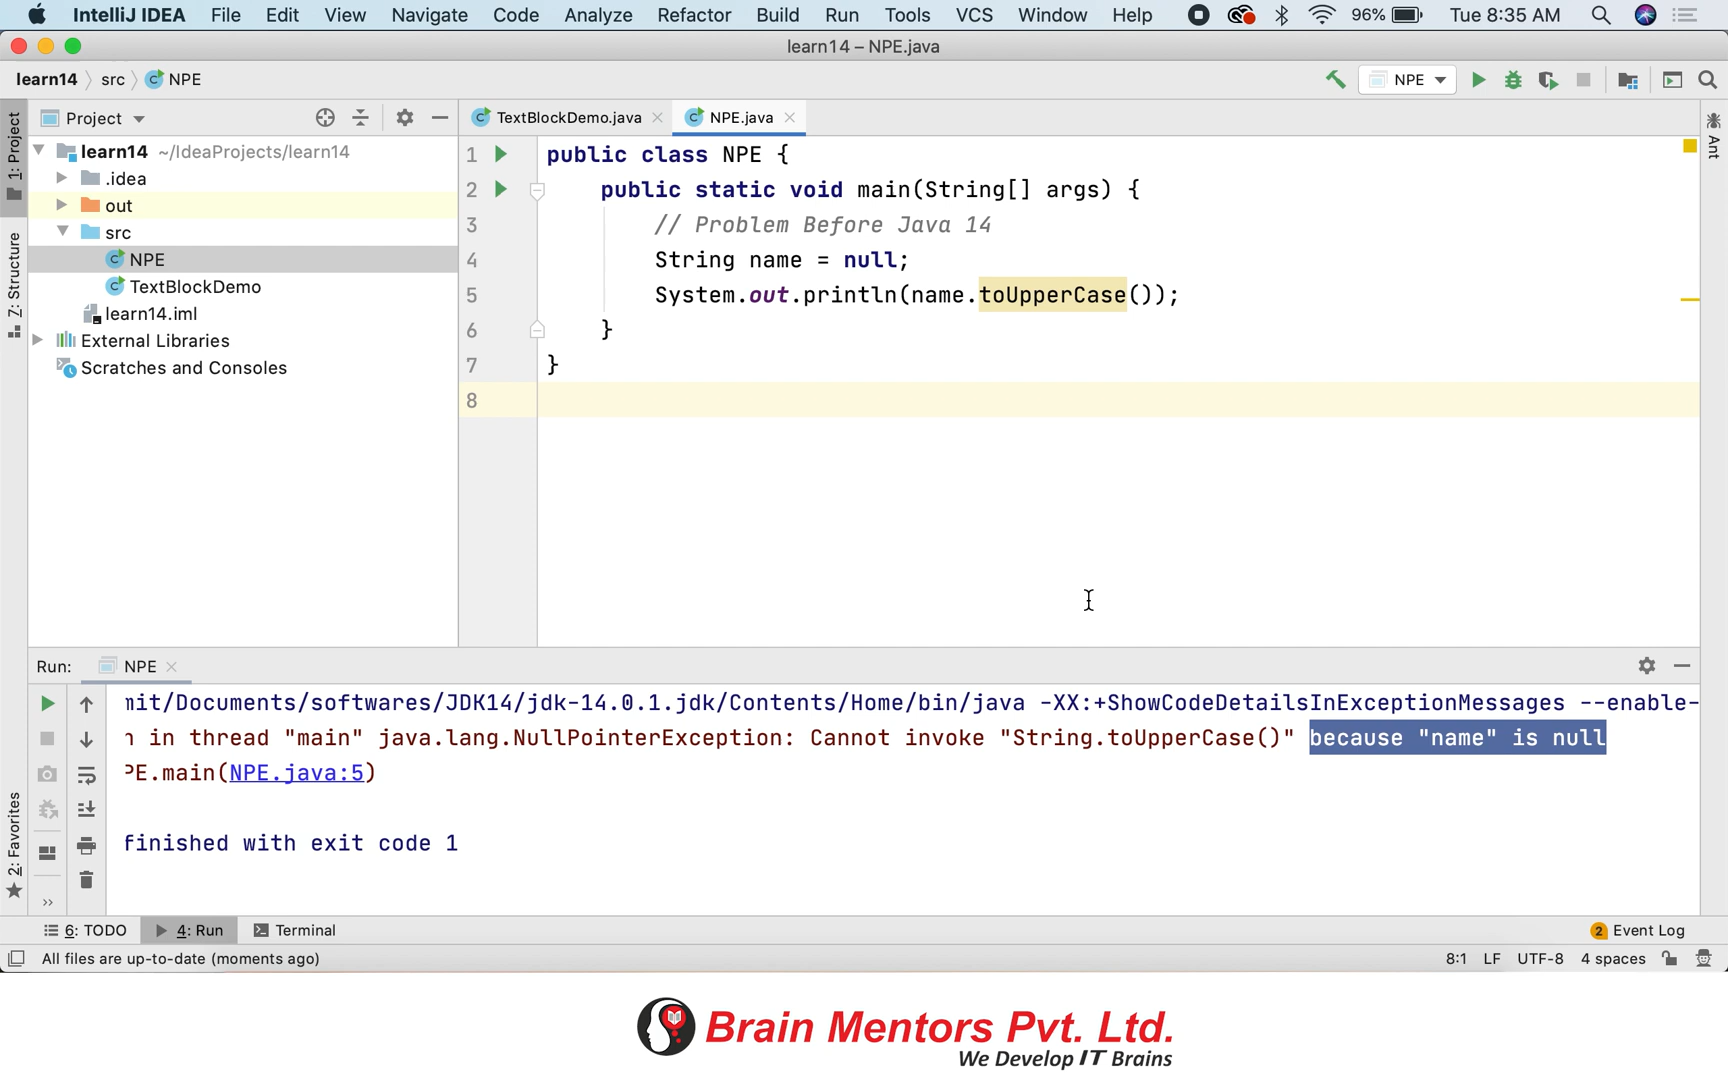 IntelliJ IDEA File Edit View Navigate Code Analyze Refactor Build Run Tools VCS Window Help 96% Tue 8:35 AM
learn14 – NPE.java
learn14 src NPE
NPE
1: Project
Z: Structure
2: Favorites
Project
learn14 ~/IdeaProjects/learn14
.idea
out
src
NPE
TextBlockDemo
learn14.iml
External Libraries
Scratches and Consoles
TextBlockDemo.java NPE.java
Ant
1 public class NPE {
2 public static void main(String[] args) {
3 // Problem Before Java 14
4 String name = null;
5 System.out.println(name.toUpperCase());
6 }
7 }
8
Run: NPE
nit/Documents/softwares/JDK14/jdk-14.0.1.jdk/Contents/Home/bin/java -XX:+ShowCodeDetailsInExceptionMessages --enable-
n in thread "main" java.lang.NullPointerException: Cannot invoke "String.toUpperCase()" because "name" is null
PE.main(NPE.java:5)
finished with exit code 1
6: TODO 4: Run Terminal 2 Event Log
All files are up-to-date (moments ago) 8:1 LF UTF-8 4 spaces
Brain Mentors Pvt. Ltd.
We Develop IT Brains